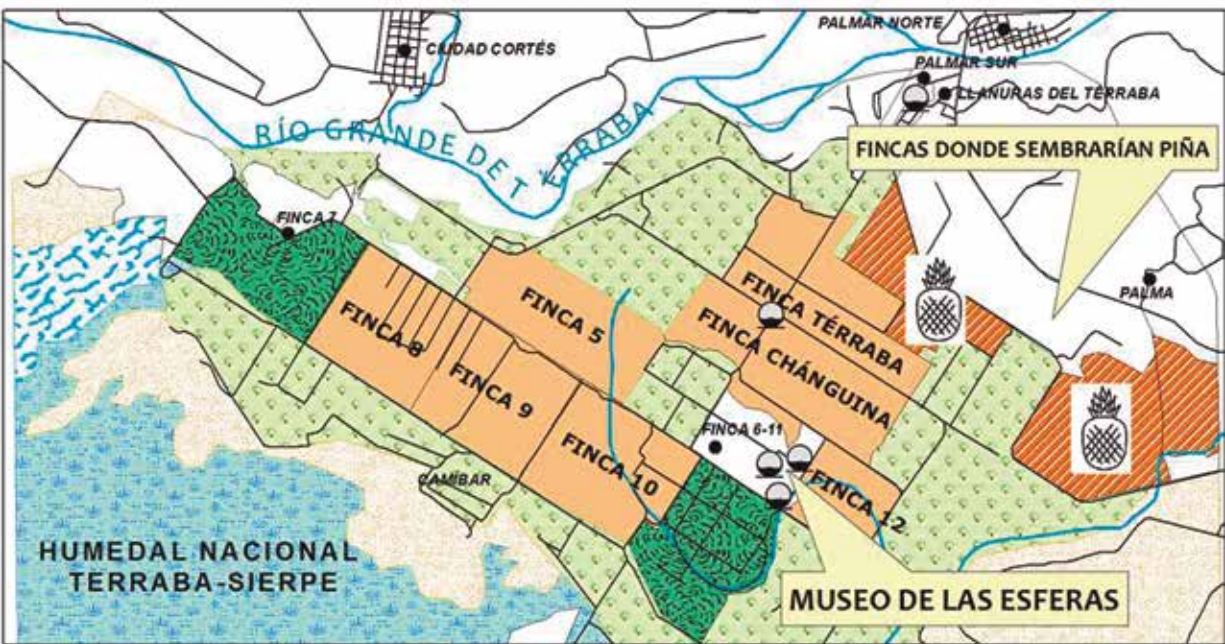 PALMAR NORTE
CIUDAD CORTÉS
PALMAR SUR
LLANURAS DEL TÉRRABA
RÍO GRANDE DE TÉRRABA
FINCAS DONDE SEMBRARÍAN PIÑA
FINCA 7
PALMA
FINCA 5
FINCA TÉRRABA
FINCA 8
FINCA CHÁNGUINA
FINCA 9
FINCA 6-11
FINCA 10
CAMÍBAR
FINCA 12
HUMEDAL NACIONAL
TERRABA-SIERPE
MUSEO DE LAS ESFERAS